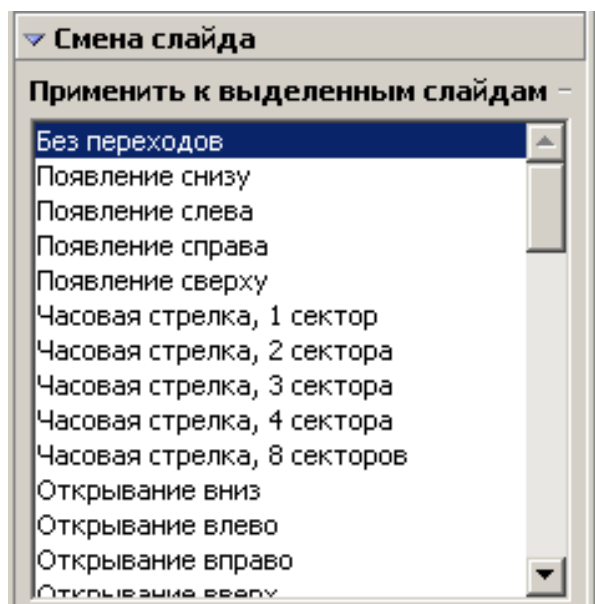 Смена слайда
Применить к выделенным слайдам
Без переходов
Появление снизу
Появление слева
Появление справа
Появление сверху
Часовая стрелка, 1 сектор
Часовая стрелка, 2 сектора
Часовая стрелка, 3 сектора
Часовая стрелка, 4 сектора
Часовая стрелка, 8 секторов
Открывание вниз
Открывание влево
Открывание вправо
Открывание вверх